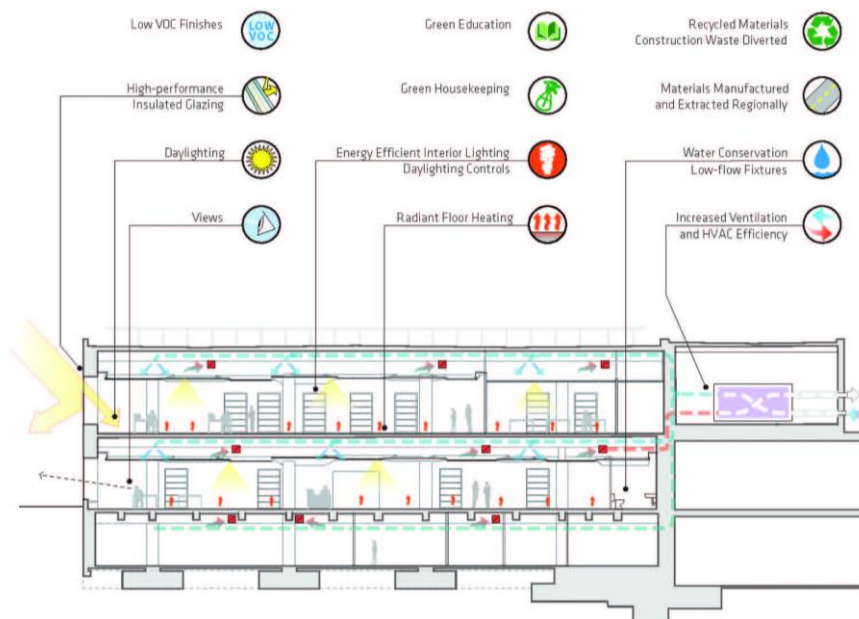 Low VOC Finishes
LOW
VOC
High-performance
Insulated Glazing
Daylighting
Views
Green Education
Green Housekeeping
Energy Efficient Interior Lighting
Daylighting Controls
Radiant Floor Heating
Recycled Materials
Construction Waste Diverted
Materials Manufactured
and Extracted Regionally
Water Conservation
Low-flow Fixtures
Increased Ventilation
and HVAC Efficiency